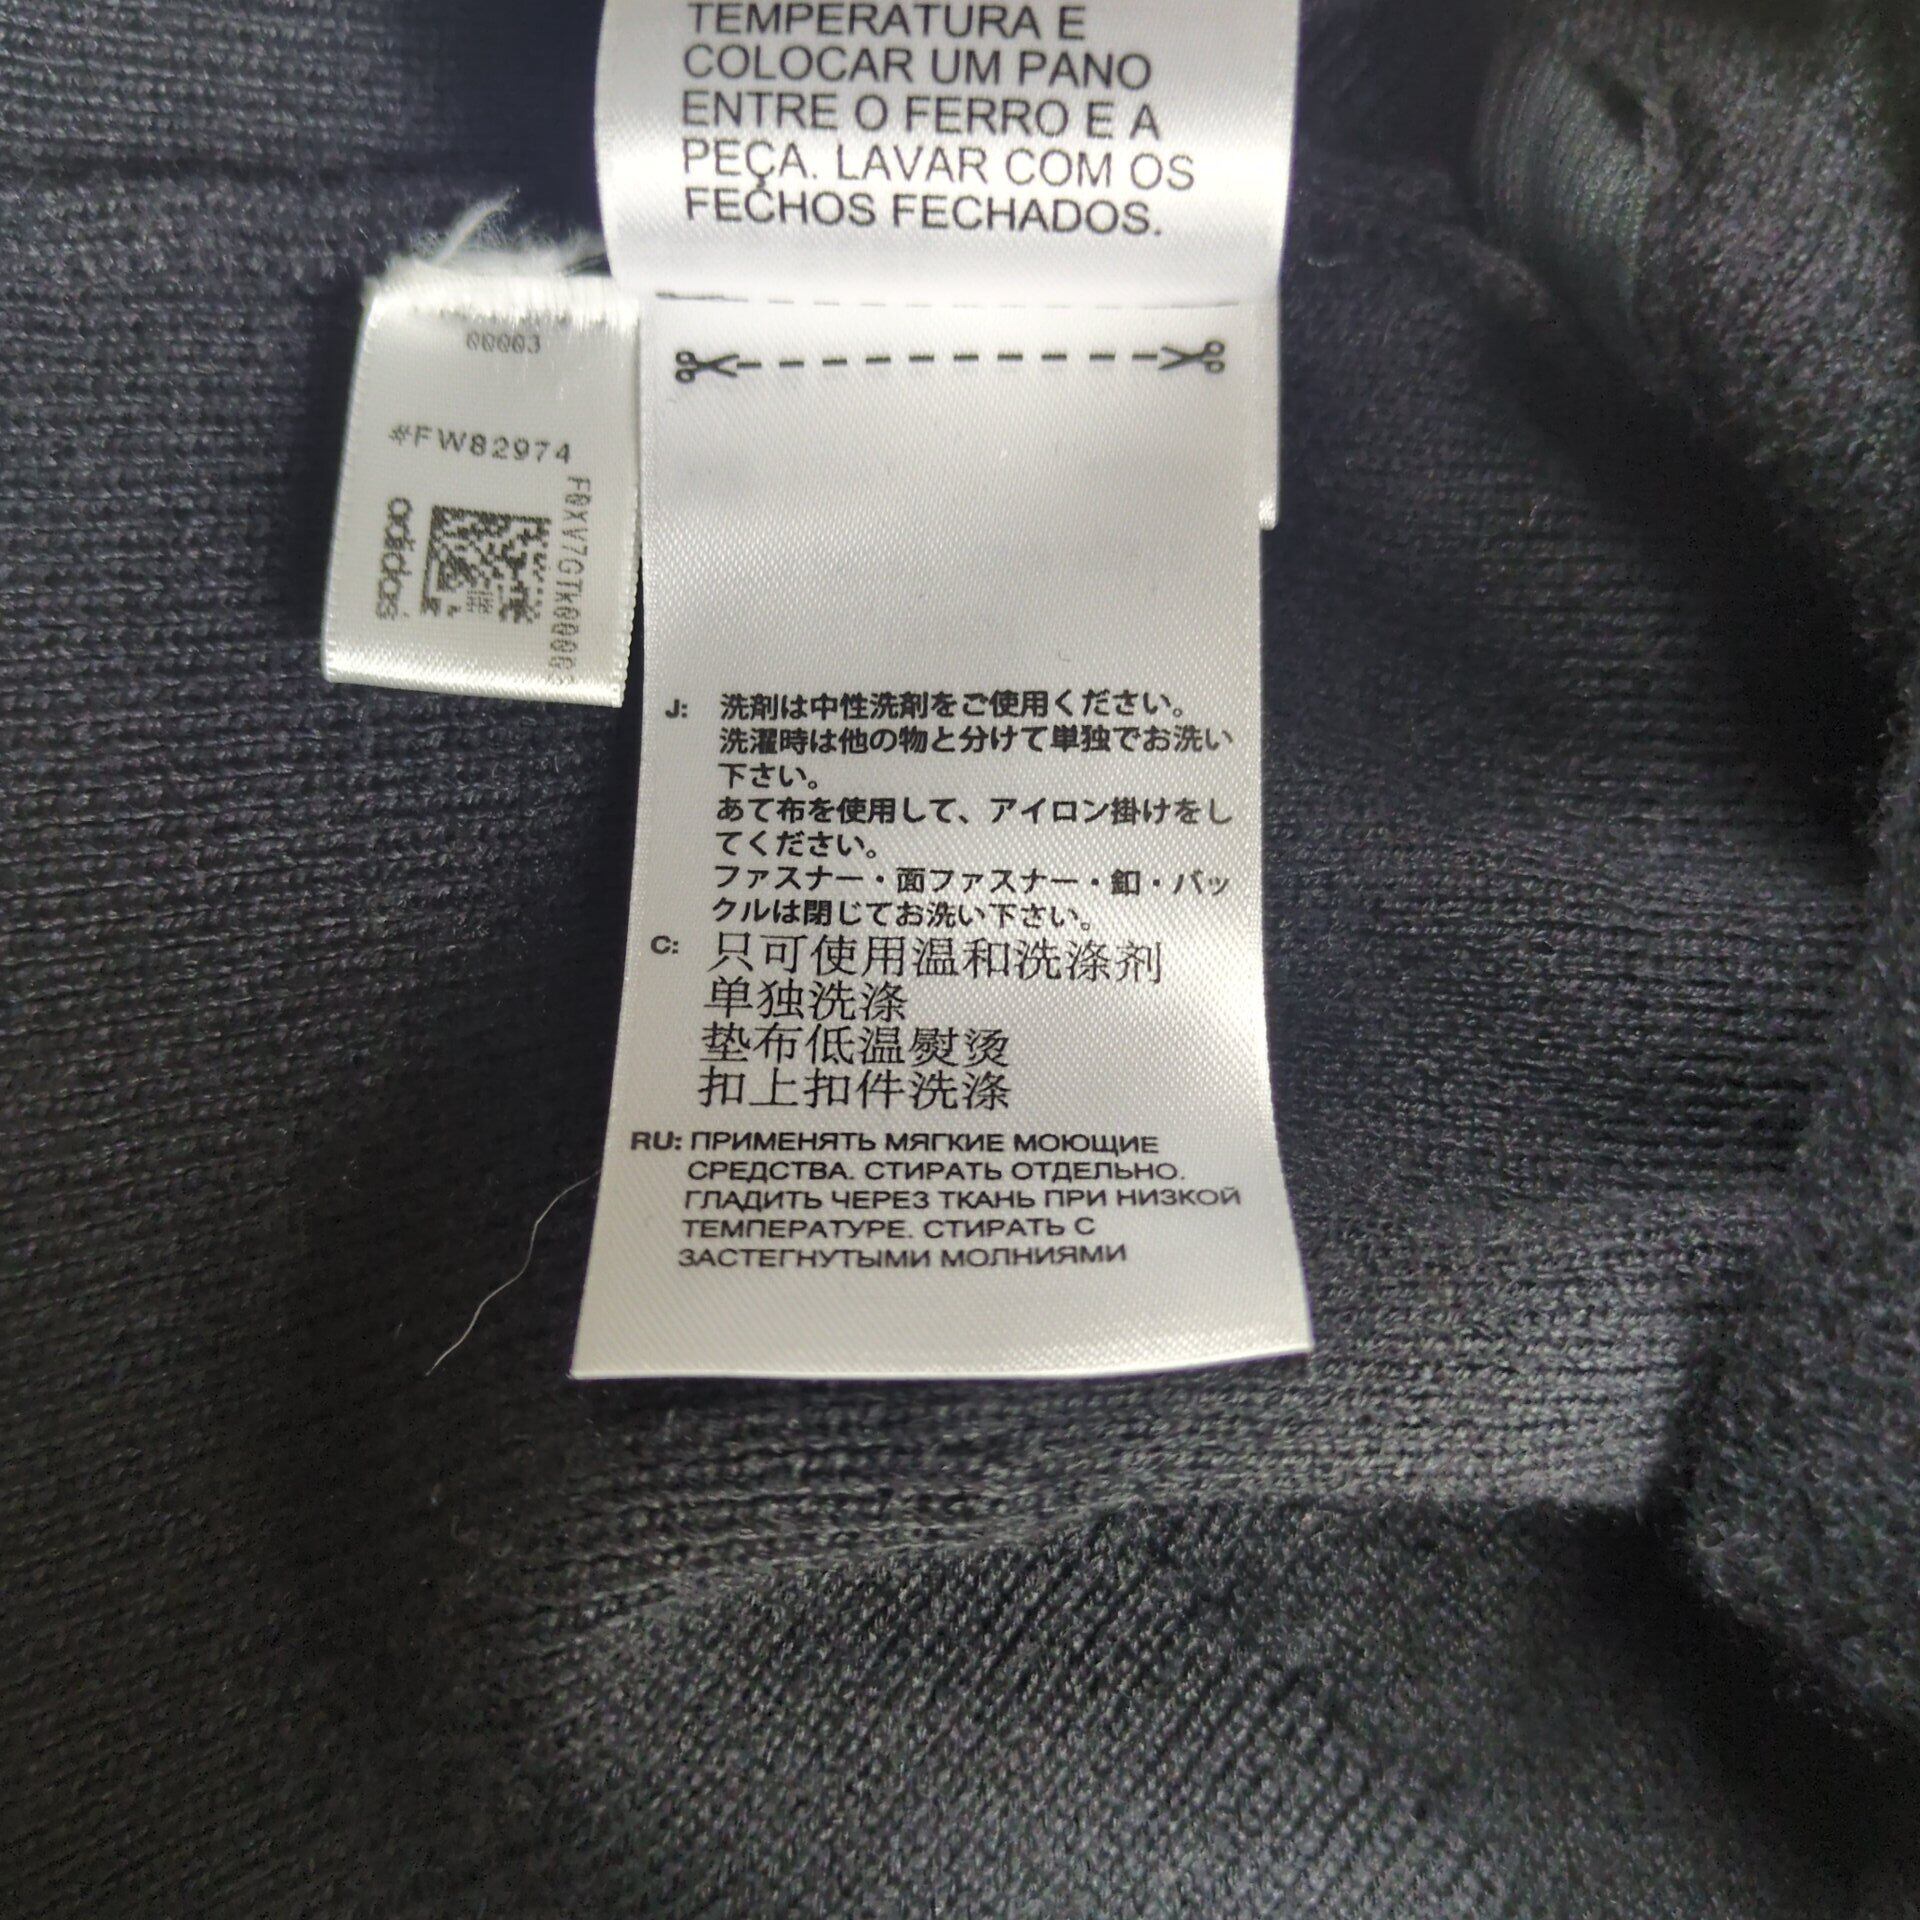 TEMPERATURA E
COLOCAR UM PANO
ENTRE O FERRO E A
PEÇA. LAVAR COM OS
FECHOS FECHADOS.
00003
#FW82974
adidas
J: 洗剤は中性洗剤をご使用ください。
洗濯時は他の物と分けて単独でお洗い
下さい。
あて布を使用して、アイロン掛けをし
てください。
ファスナー・面ファスナー・釦・バッ
クルは閉じてお洗い下さい。
C: 只可使用温和洗涤剂
单独洗涤
垫布低温熨烫
扣上扣件洗涤
RU: ПРИМЕНЯТЬ МЯГКИЕ МОЮЩИЕ
СРЕДСТВА. СТИРАТЬ ОТДЕЛЬНО.
ГЛАДИТЬ ЧЕРЕЗ ТКАНЬ ПРИ НИЗКОЙ
ТЕМПЕРАТУРЕ. СТИРАТЬ С
ЗАСТЕГНУТЫМИ МОЛНИЯМИ